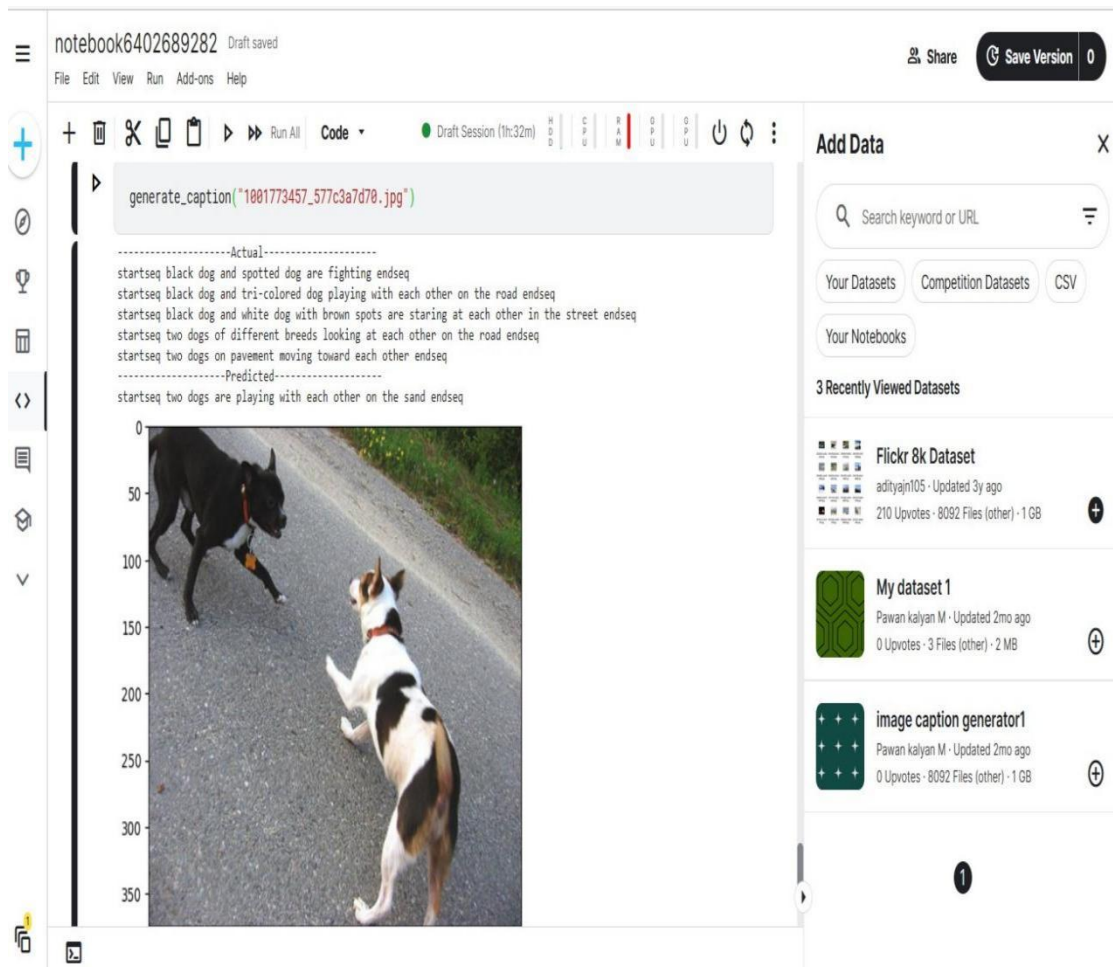 notebook6402689282 Draft saved
File Edit View Run Add-ons Help
Share
Save Version 0
Run All Code
Draft Session (1h:32m)
HDD CPU RAM GPU GPU
generate_caption("1001773457_577c3a7d70.jpg")
--------------------Actual--------------------
startseq black dog and spotted dog are fighting endseq
startseq black dog and tri-colored dog playing with each other on the road endseq
startseq black dog and white dog with brown spots are staring at each other in the street endseq
startseq two dogs of different breeds looking at each other on the road endseq
startseq two dogs on pavement moving toward each other endseq
-------------------Predicted-------------------
startseq two dogs are playing with each other on the sand endseq
0
50
100
150
200
250
300
350
1
Add Data X
Search keyword or URL
Your Datasets Competition Datasets CSV
Your Notebooks
3 Recently Viewed Datasets
Flickr 8k Dataset
adityajn105 · Updated 3y ago
210 Upvotes · 8092 Files (other) · 1 GB
My dataset 1
Pawan kalyan M · Updated 2mo ago
0 Upvotes · 3 Files (other) · 2 MB
image caption generator1
Pawan kalyan M · Updated 2mo ago
0 Upvotes · 8092 Files (other) · 1 GB
1